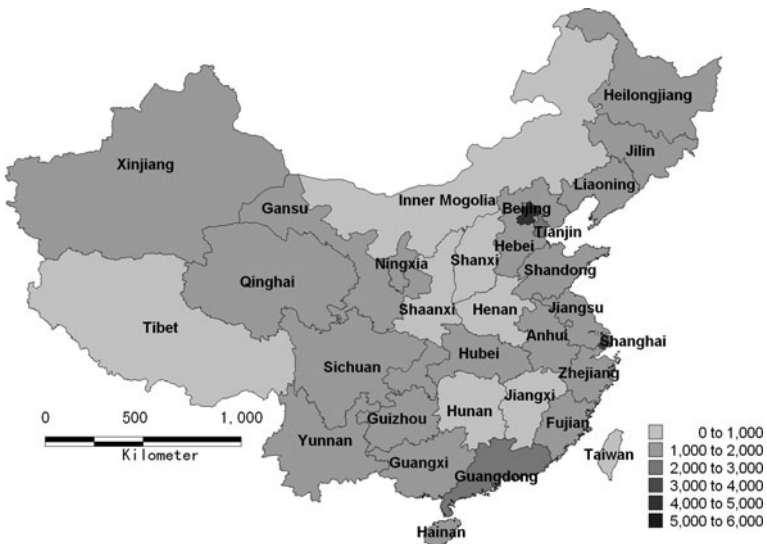 Heilongjiang
Jilin
Xinjiang
Liaoning
Inner Mogolia
Gansu
Beijing
Tianjin
Hebei
Ningxia
Shanxi
Shandong
Qinghai
Shaanxi
Henan
Jiangsu
Tibet
Anhui
Shanghai
Hubei
Sichuan
Zhejiang
Jiangxi
Hunan
Guizhou
Fujian
Yunnan
Guangxi
Guangdong
Taiwan
Hainan
0 500 1,000
Kilometer
0 to 1,000
1,000 to 2,000
2,000 to 3,000
3,000 to 4,000
4,000 to 5,000
5,000 to 6,000